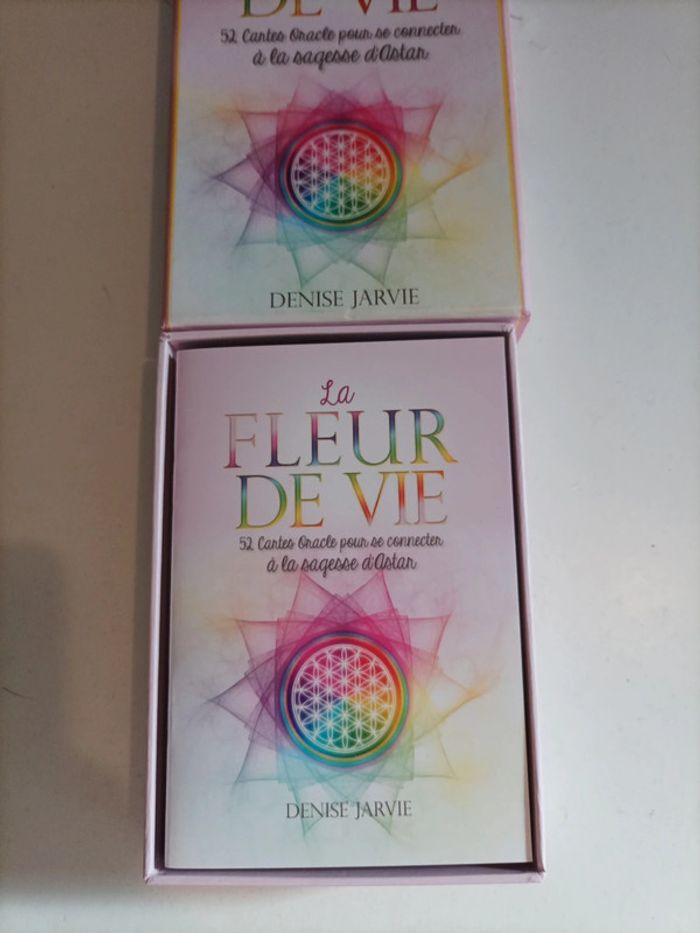 DE VIE
52 Cartes Oracle pour se connecter
à la sagesse d'Astar
DENISE JARVIE
La
FLEUR
DE VIE
52 Cartes Oracle pour se connecter
à la sagesse d'Astar
DENISE JARVIE